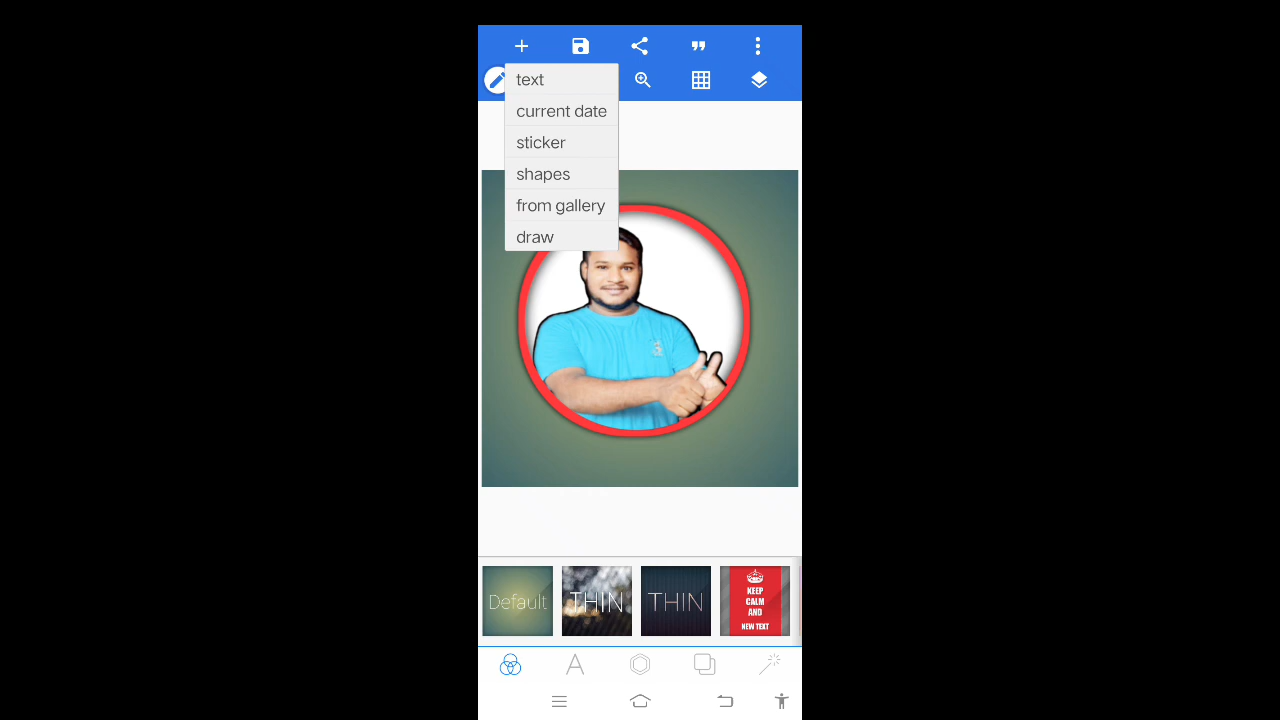 text
current date
sticker
shapes
from gallery
draw
Default
THIN
THIN
KEEP
CALM
AND
NEW TEXT